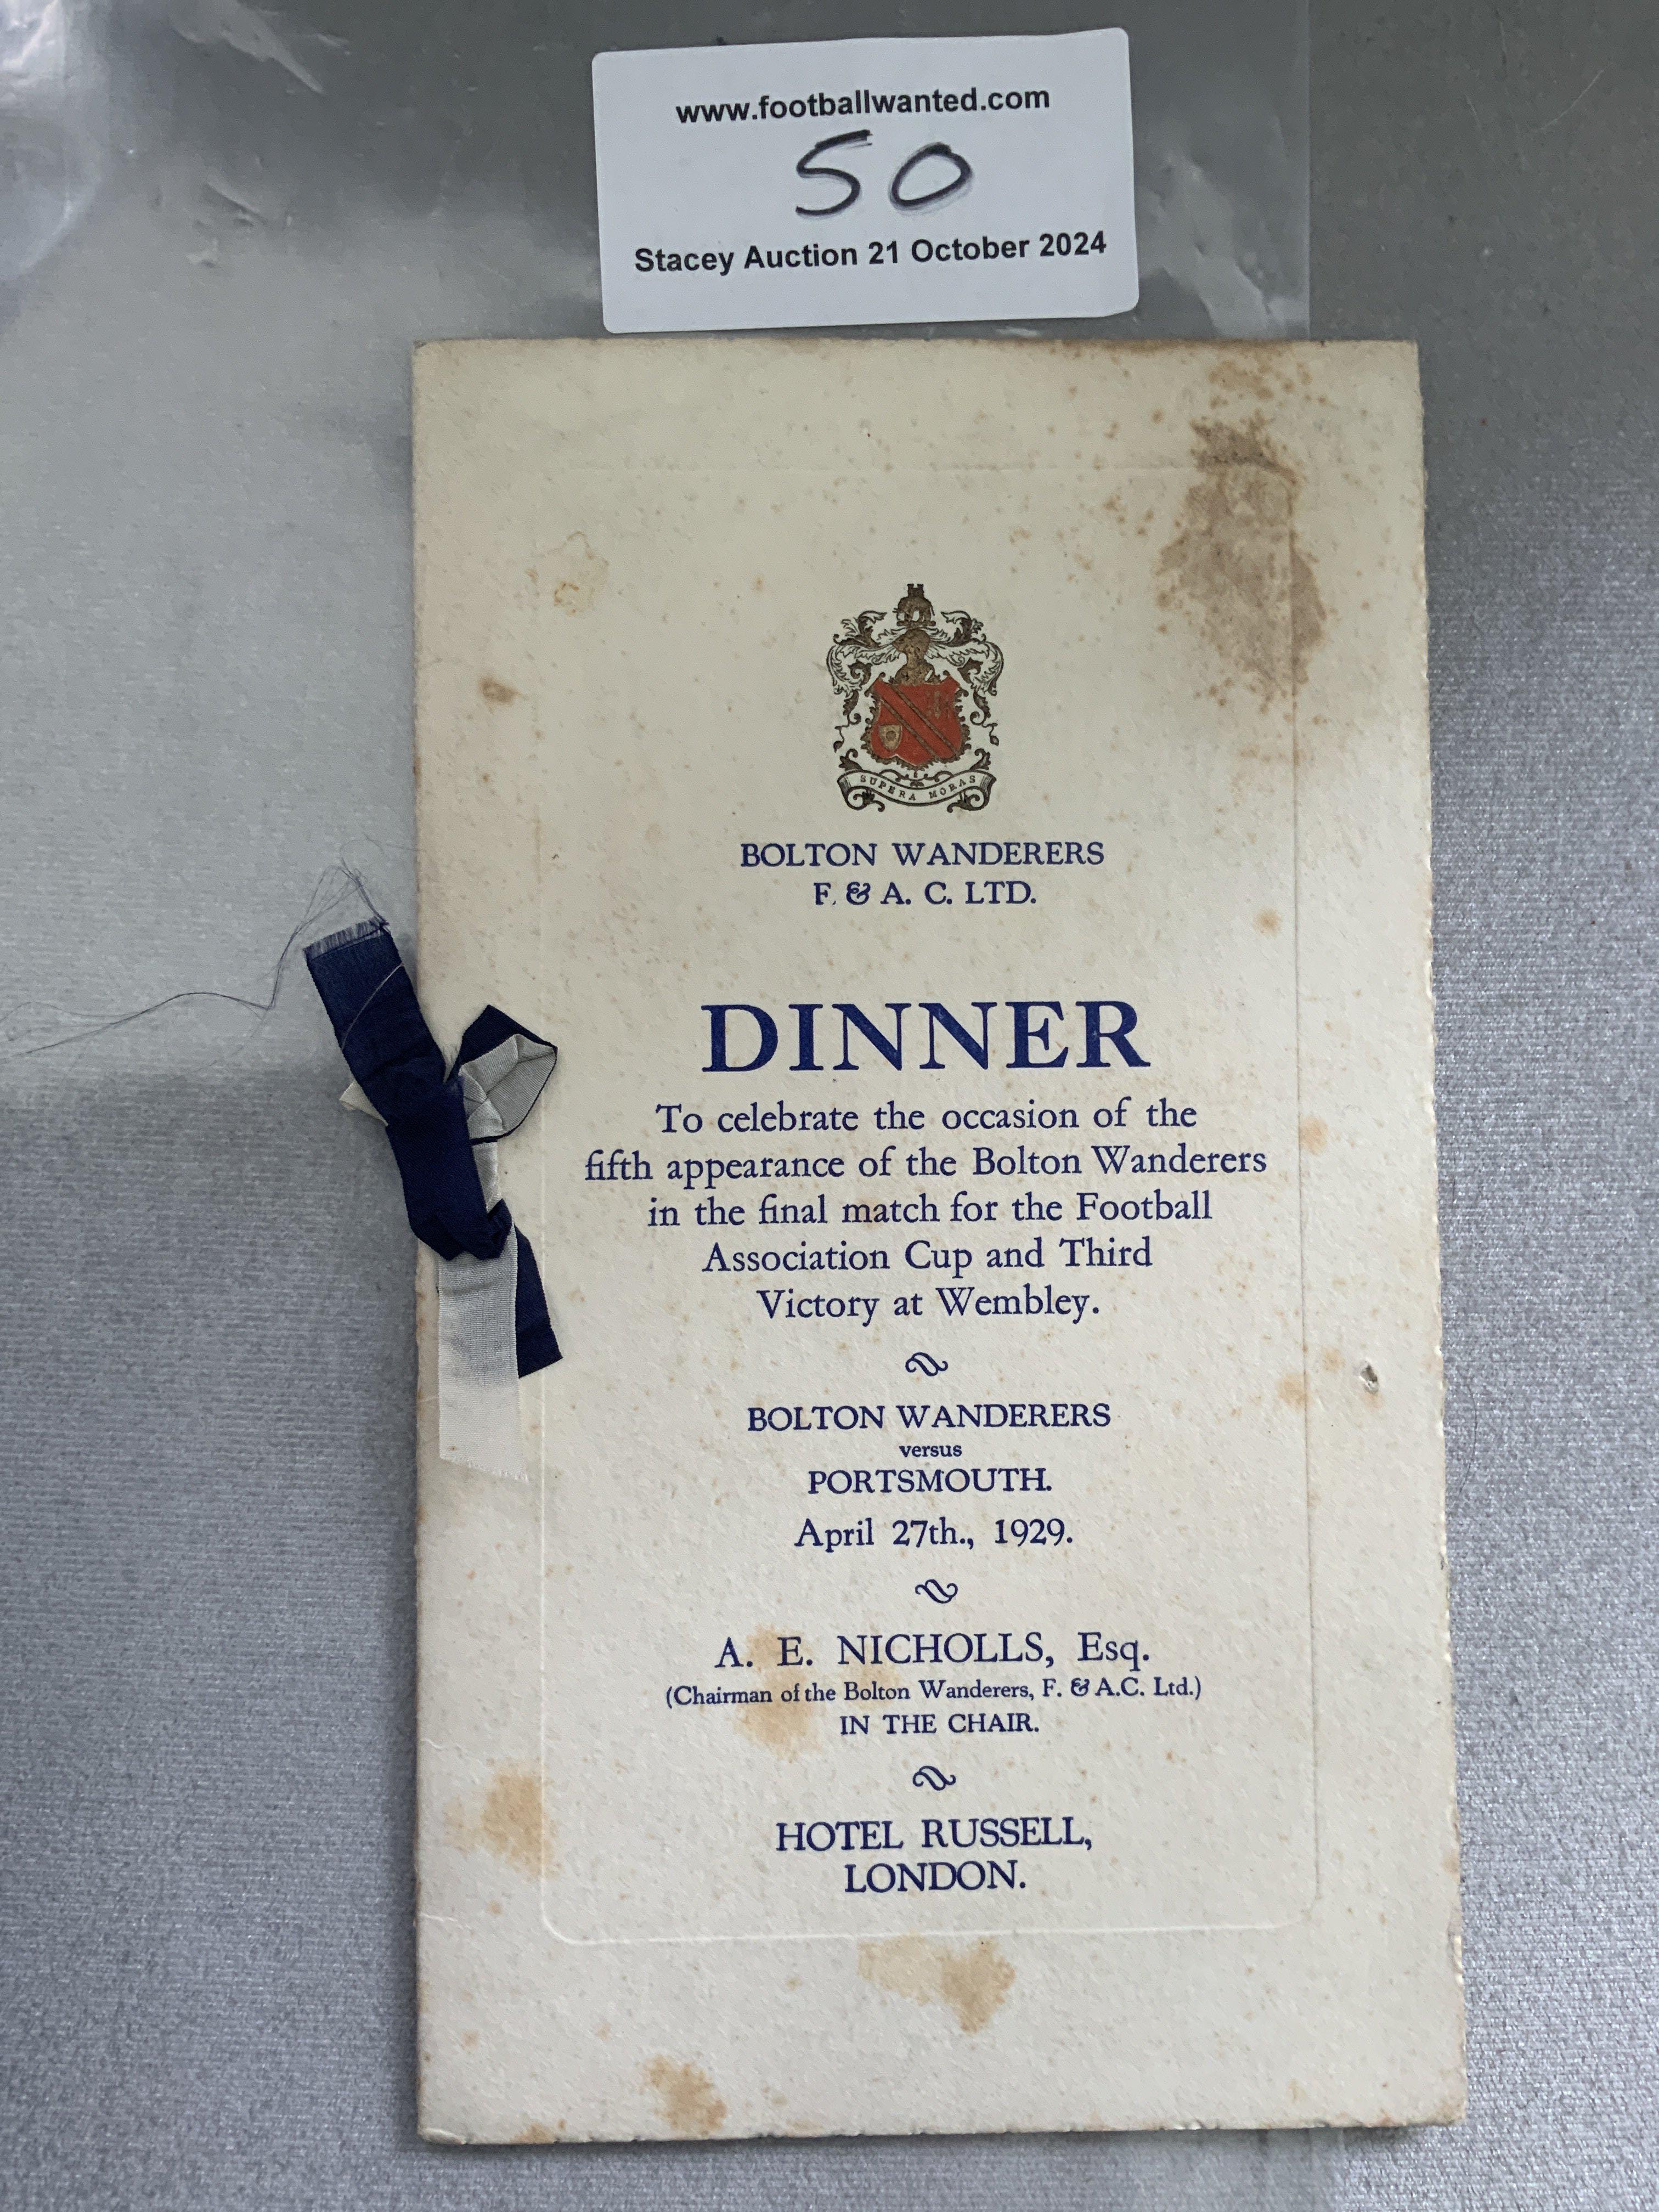 www.footballwanted.com
50
Stacey Auction 21 October 2024
SUPERA MORAS
BOLTON WANDERERS
F. & A. C. LTD.
DINNER
To celebrate the occasion of the
fifth appearance of the Bolton Wanderers
in the final match for the Football
Association Cup and Third
Victory at Wembley.
BOLTON WANDERERS
versus
PORTSMOUTH.
April 27th., 1929.
A. E. NICHOLLS, Esq.
(Chairman of the Bolton Wanderers, F. & A.C. Ltd.)
IN THE CHAIR.
HOTEL RUSSELL,
LONDON.